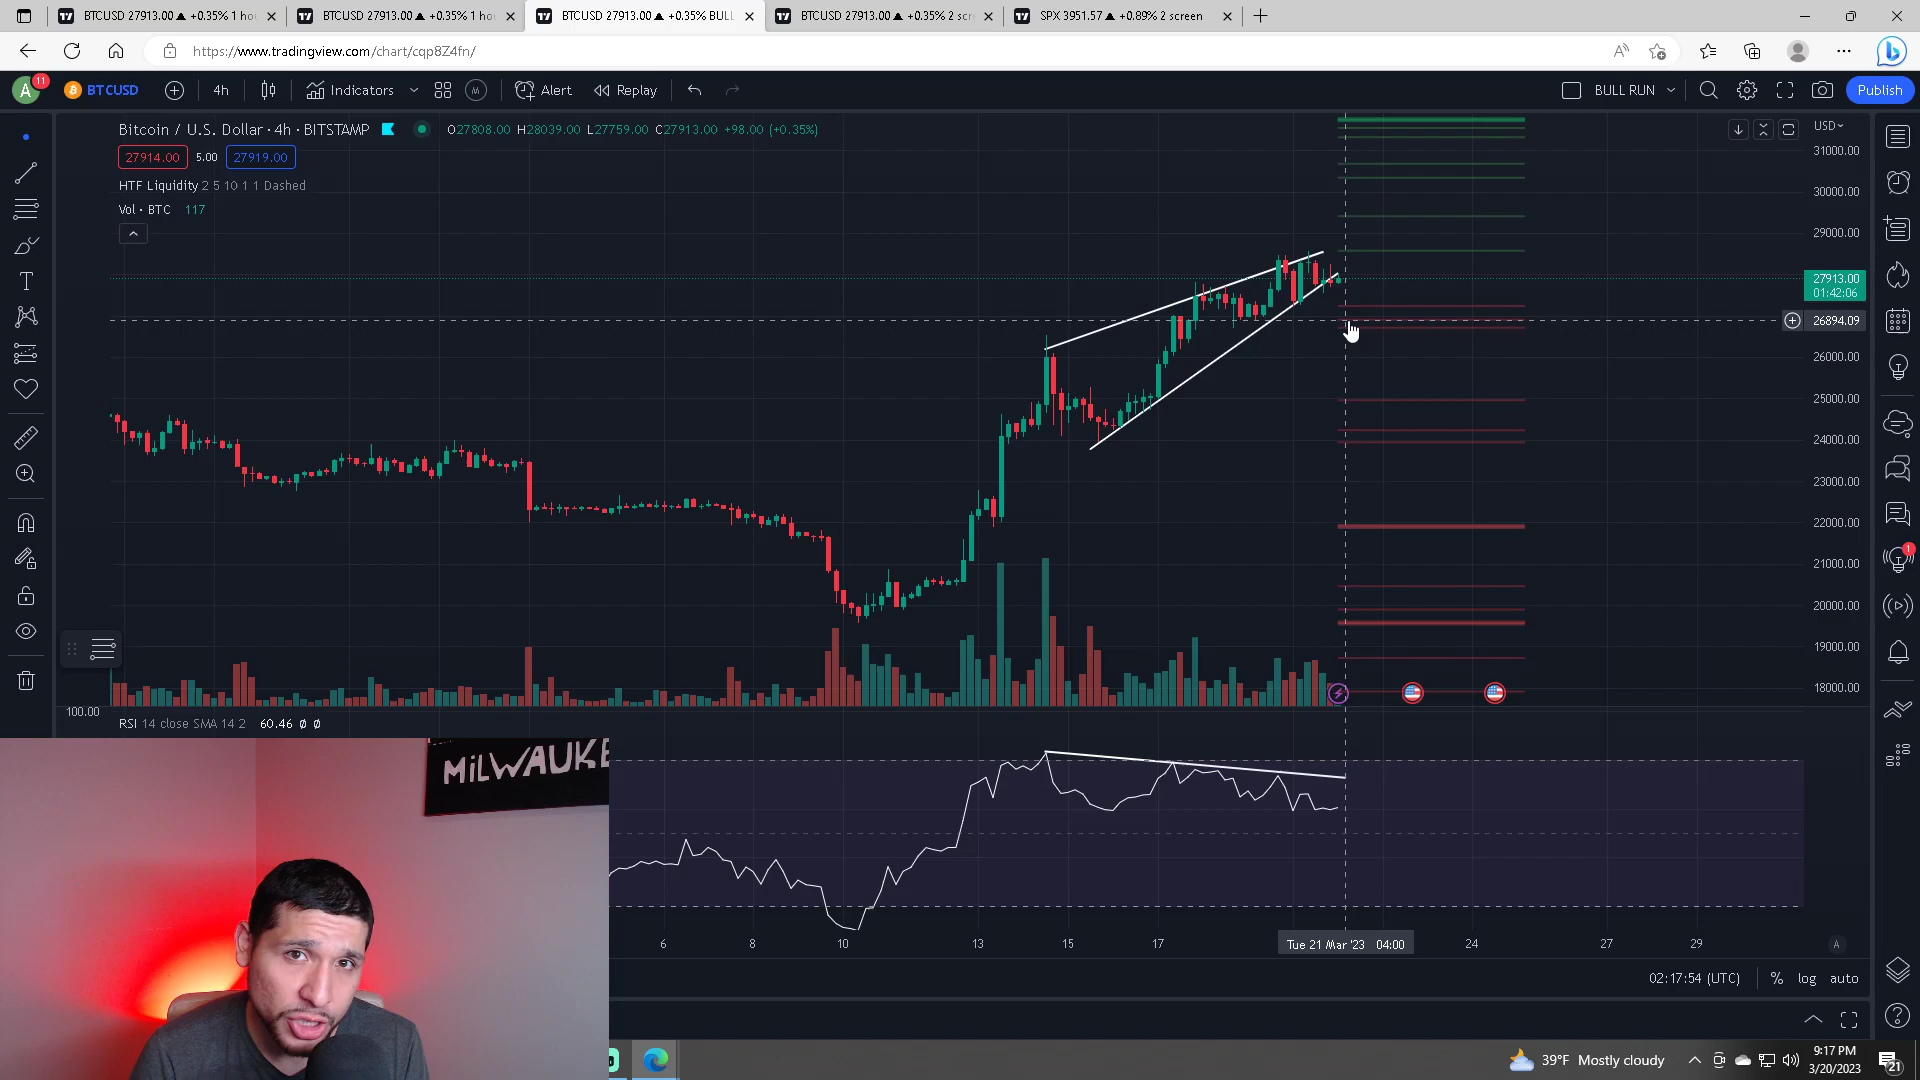 BTCUSD 27913.00 ▲ +0.35% 1 hou
BTCUSD 27913.00 ▲ +0.35% 1 hou
BTCUSD 27913.00 ▲ +0.35% BULL
BTCUSD 27913.00 ▲ +0.35% 2 scr
SPX 3951.57 ▲ +0.89% 2 screen
https://www.tradingview.com/chart/cqp8Z4fn/
A 11 BTCUSD 4h Indicators M Alert Replay BULL RUN Publish
Bitcoin / U.S. Dollar · 4h · BITSTAMP O27808.00 H28039.00 L27759.00 C27913.00 +98.00 (+0.35%)
USD
27914.00 5.00 27919.00
HTF Liquidity 2 5 10 1 1 Dashed
Vol · BTC 117
31000.00
30000.00
29000.00
27913.00
01:42:06
26894.09
26000.00
25000.00
24000.00
23000.00
22000.00
21000.00
20000.00
19000.00
18000.00
1
100.00
RSI 14 close SMA 14 2 60.46 ø ø
MiLWAUKE
6 8 10 13 15 17 Tue 21 Mar '23 04:00 24 27 29 A
02:17:54 (UTC) % log auto
39°F Mostly cloudy
9:17 PM
3/20/2023
21